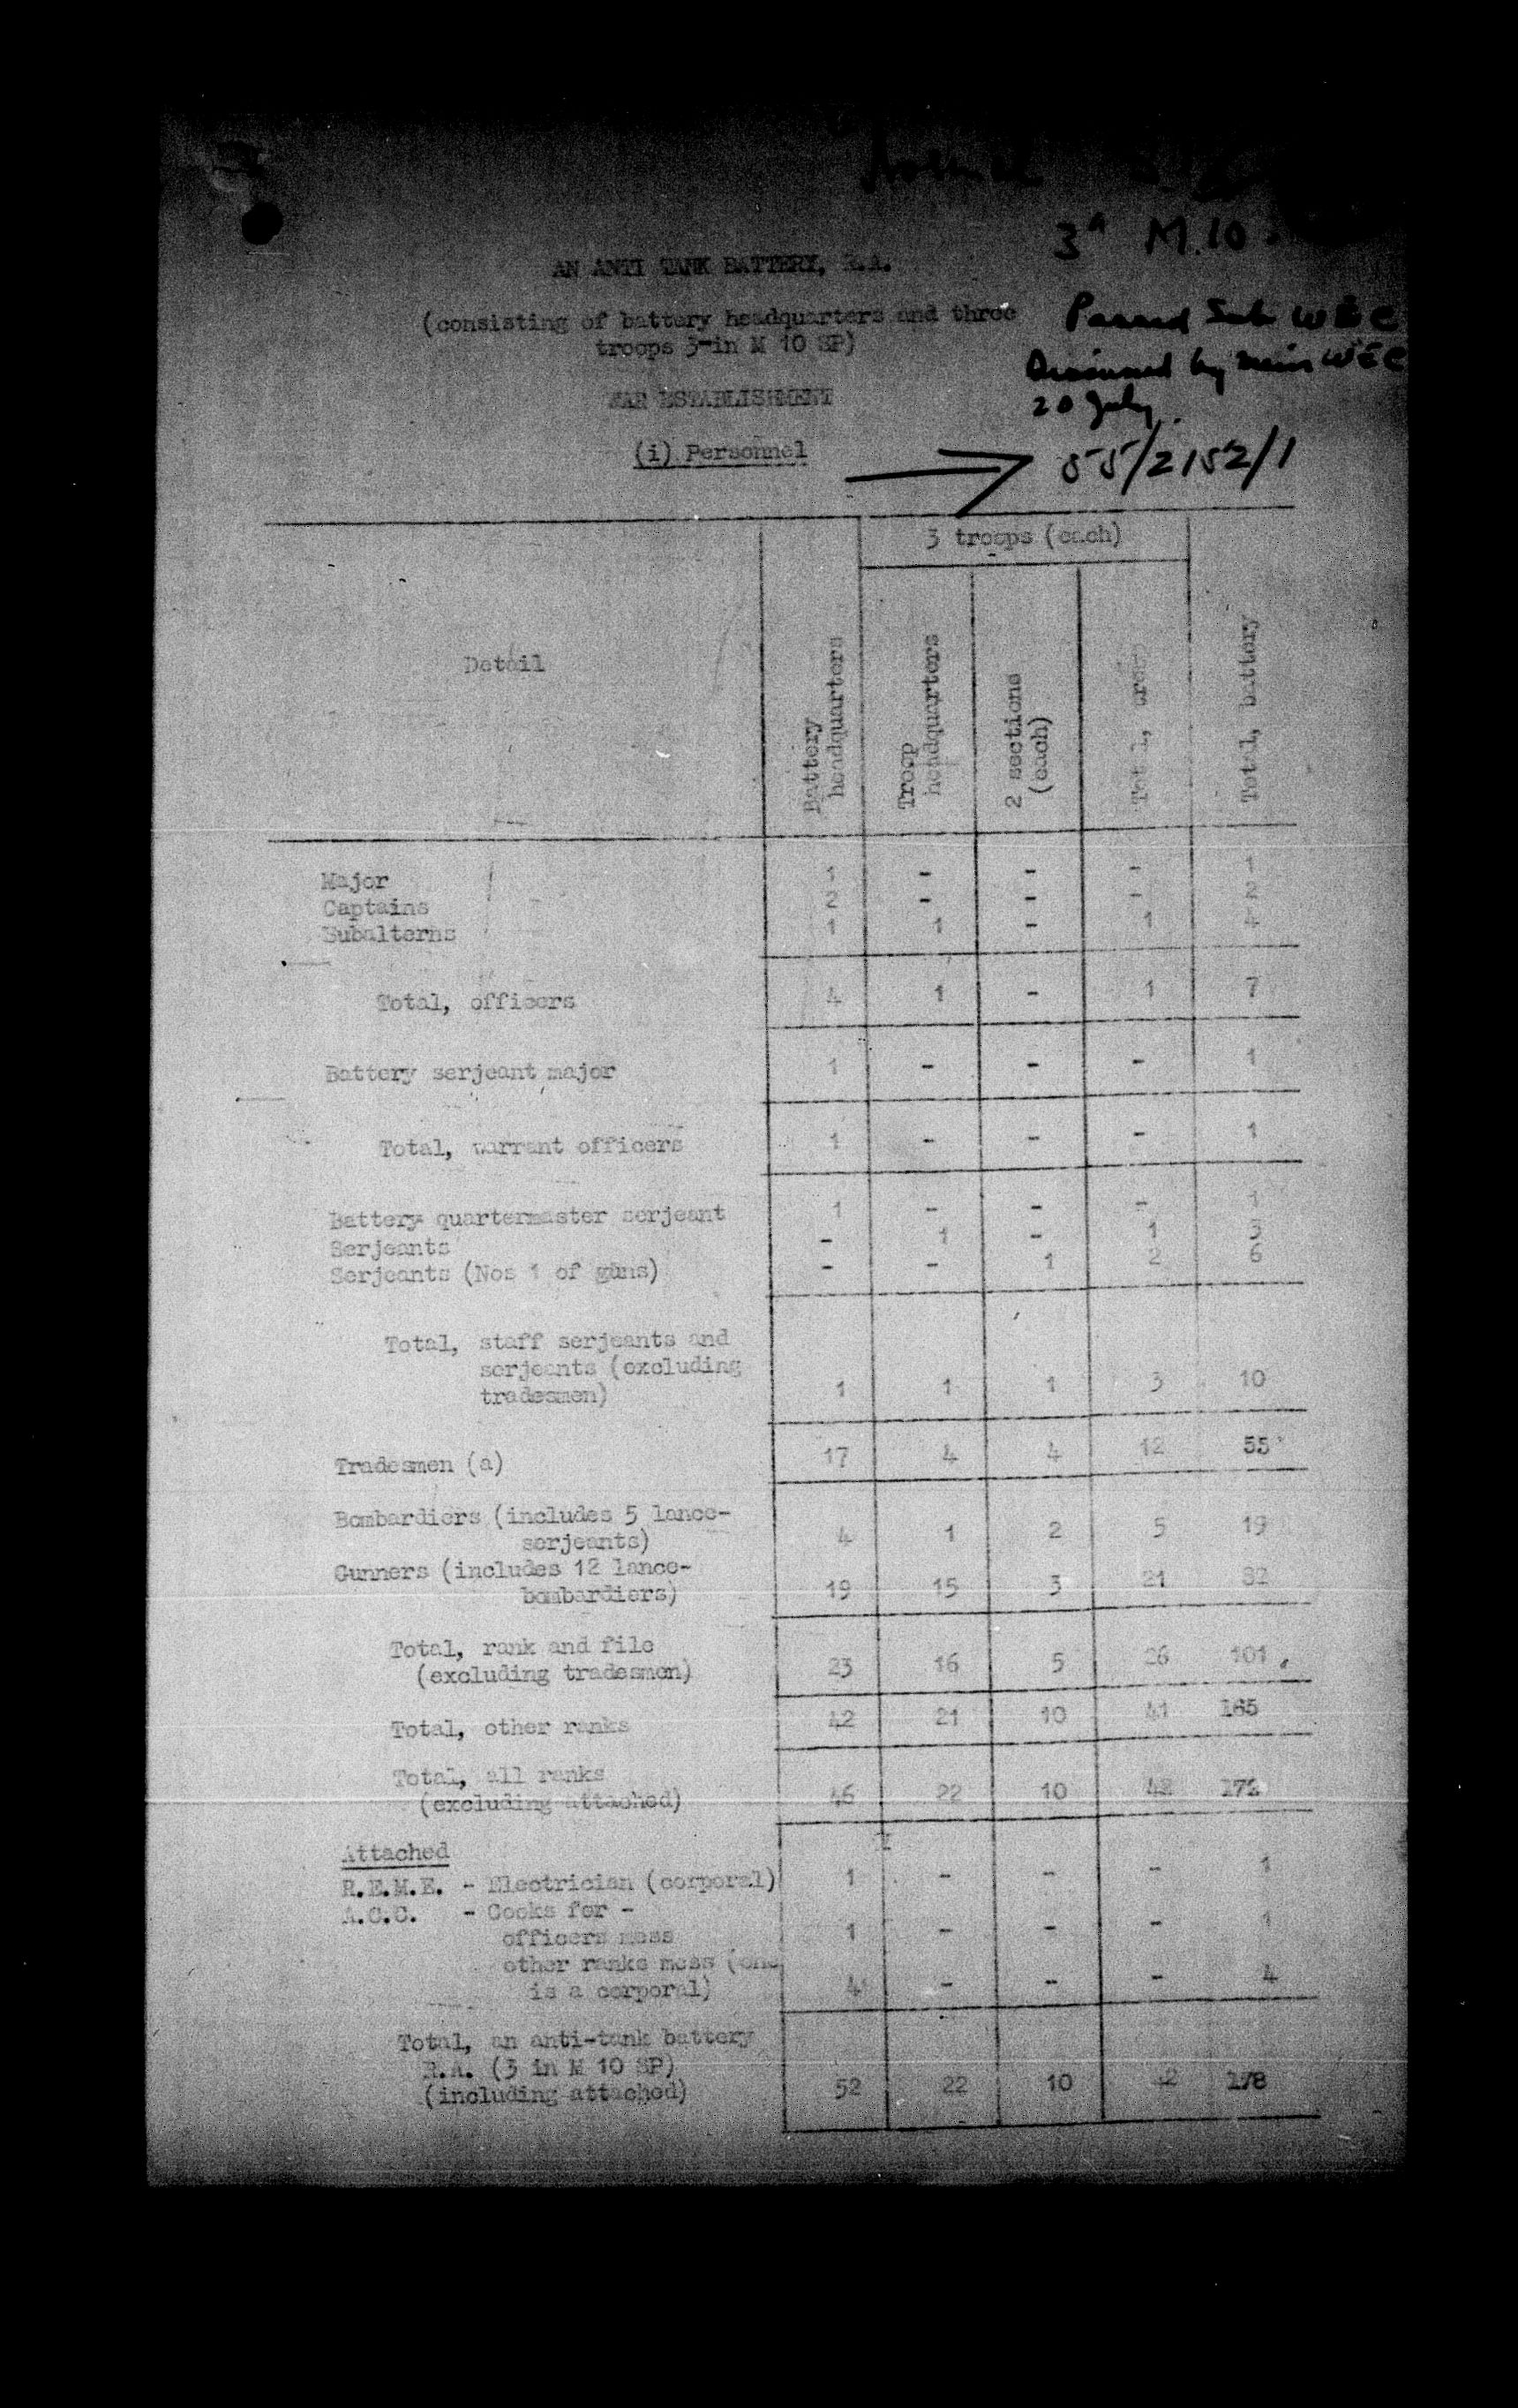 3" M.10.
AN ANTI TANK BATTERY, R.A.
(consisting of battery headquarters and three
troops 3-in M 10 SP)
Passed Sub WEC
by main WEC
20 July.
WAR ESTABLISHMENT
(i) Personnel
55/2152/1
3 troops (each)
Detail
Battery headquarters
Troop headquarters
2 sections (each)
Total, troop
Total, battery
Major 1 - - - 1
Captains 2 - - - 2
Subalterns 1 1 - 1 4
Total, officers 4 1 - 1 7
Battery serjeant major 1 - - - 1
Total, warrant officers 1 - - - 1
Battery quartermaster serjeant 1 - - - 1
Serjeants - 1 - 1 3
Serjeants (Nos 1 of guns) - - 1 2 6
Total, staff serjeants and
serjeants (excluding
tradesmen) 1 1 1 3 10
Tradesmen (a) 17 4 4 12 55
Bombardiers (includes 5 lance-
serjeants) 4 1 2 5 19
Gunners (includes 12 lance-
bombardiers) 19 15 3 21 82
Total, rank and file
(excluding tradesmen) 23 16 5 26 101
Total, other ranks 42 21 10 41 165
Total, all ranks
(excluding attached) 46 22 10 42 172
Attached
R.E.M.E. - Electrician (corporal) 1 - - - 1
A.C.C. - Cooks for -
officers mess 1 - - - 1
other ranks mess (one
is a corporal) 4 - - - 4
Total, an anti-tank battery
R.A. (3 in M 10 SP)
(including attached) 52 22 10 42 178